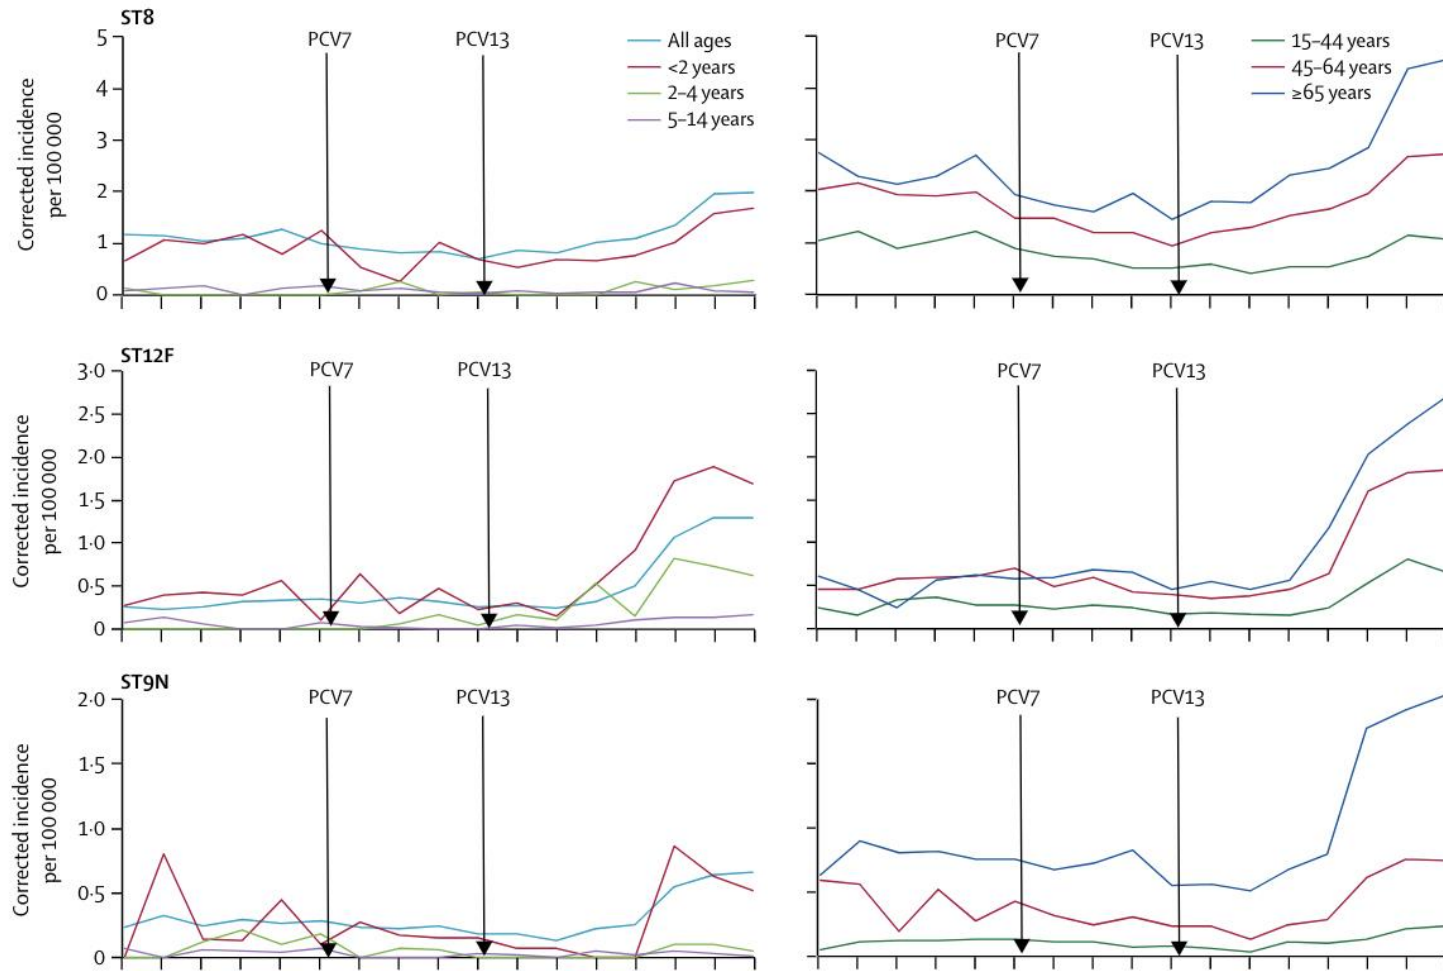 ST8
PCV7
PCV13
All ages
<2 years
2–4 years
5–14 years
PCV7
PCV13
15–44 years
45–64 years
≥65 years
Corrected incidence
per 100 000
5
4
3
2
1
0
ST12F
PCV7
PCV13
PCV7
PCV13
Corrected incidence
per 100 000
3·0
2·5
2·0
1·5
1·0
0·5
0
ST9N
PCV7
PCV13
PCV7
PCV13
Corrected incidence
per 100 000
2·0
1·5
1·0
0·5
0